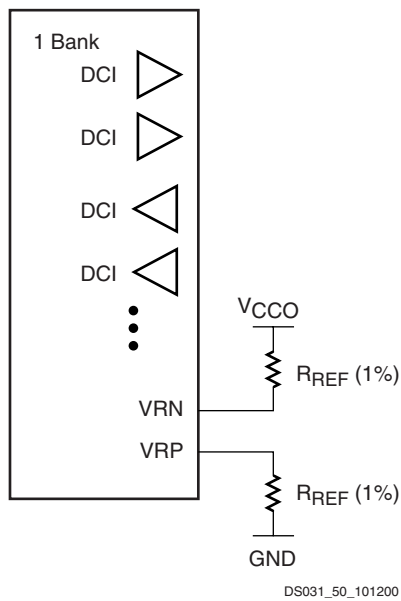 1 Bank
DCI
DCI
DCI
DCI
VCCO
RREF (1%)
VRN
VRP
RREF (1%)
GND
DS031_50_101200